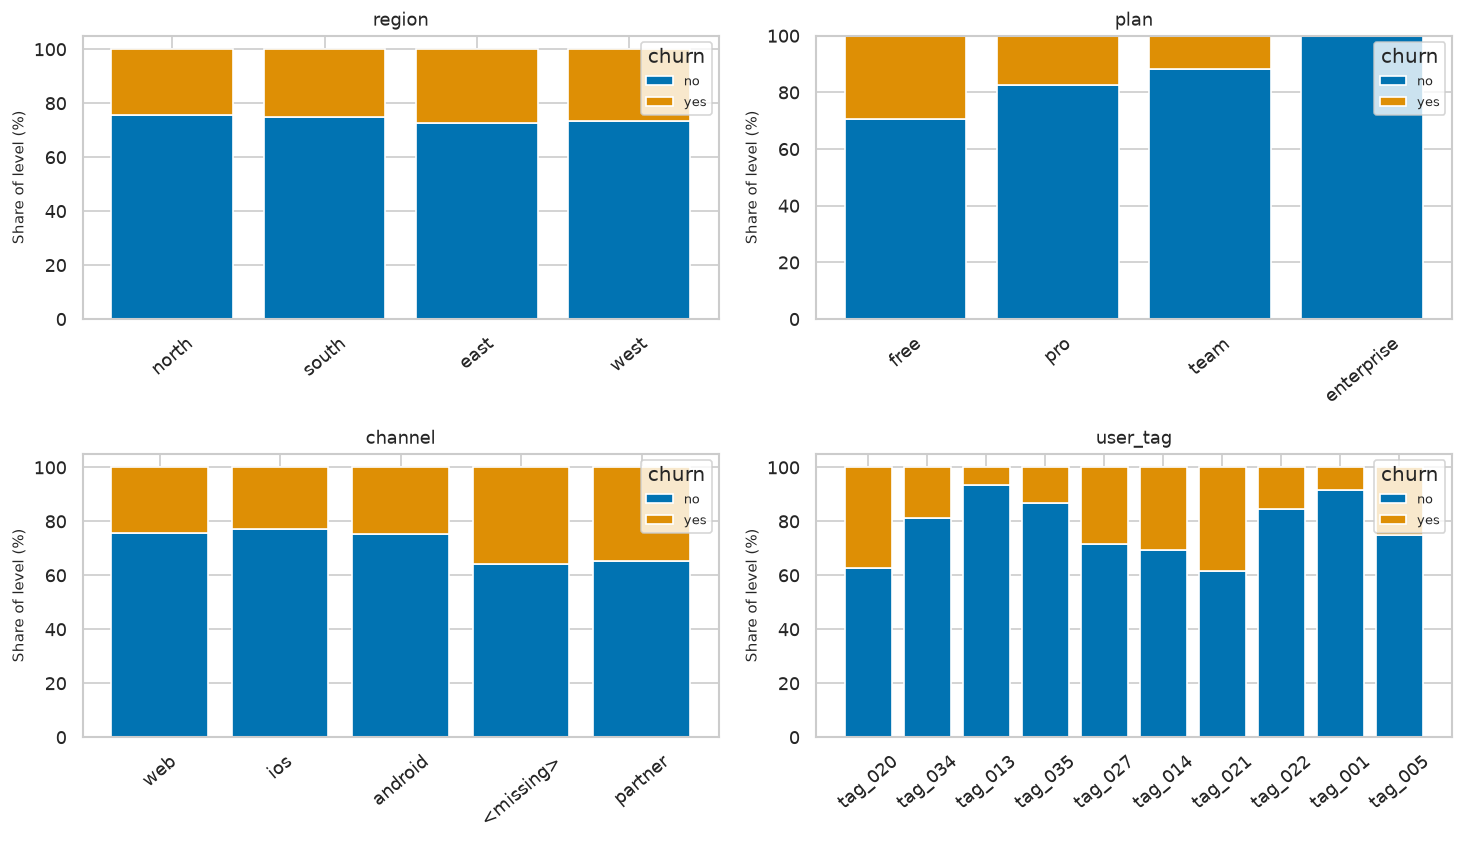 region
churn
no
yes
Share of level (%)
100
80
60
40
20
0
north
south
east
west
plan
churn
no
yes
Share of level (%)
100
80
60
40
20
0
free
pro
team
enterprise
channel
churn
no
yes
Share of level (%)
100
80
60
40
20
0
web
ios
android
<missing>
partner
user_tag
churn
no
yes
Share of level (%)
100
80
60
40
20
0
tag_020
tag_034
tag_013
tag_035
tag_027
tag_014
tag_021
tag_022
tag_001
tag_005